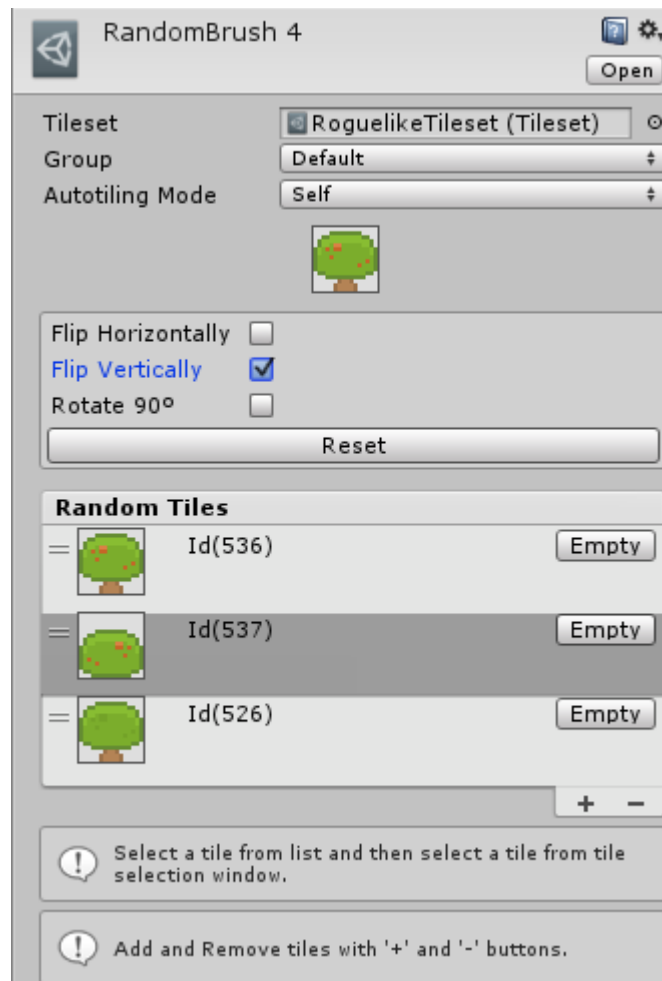 RandomBrush 4
Open
Tileset RoguelikeTileset (Tileset)
Group Default
Autotiling Mode Self
Flip Horizontally
Flip Vertically
Rotate 90º
Reset
Random Tiles
Id(536) Empty
Id(537) Empty
Id(526) Empty
+ −
Select a tile from list and then select a tile from tile
selection window.
Add and Remove tiles with '+' and '-' buttons.